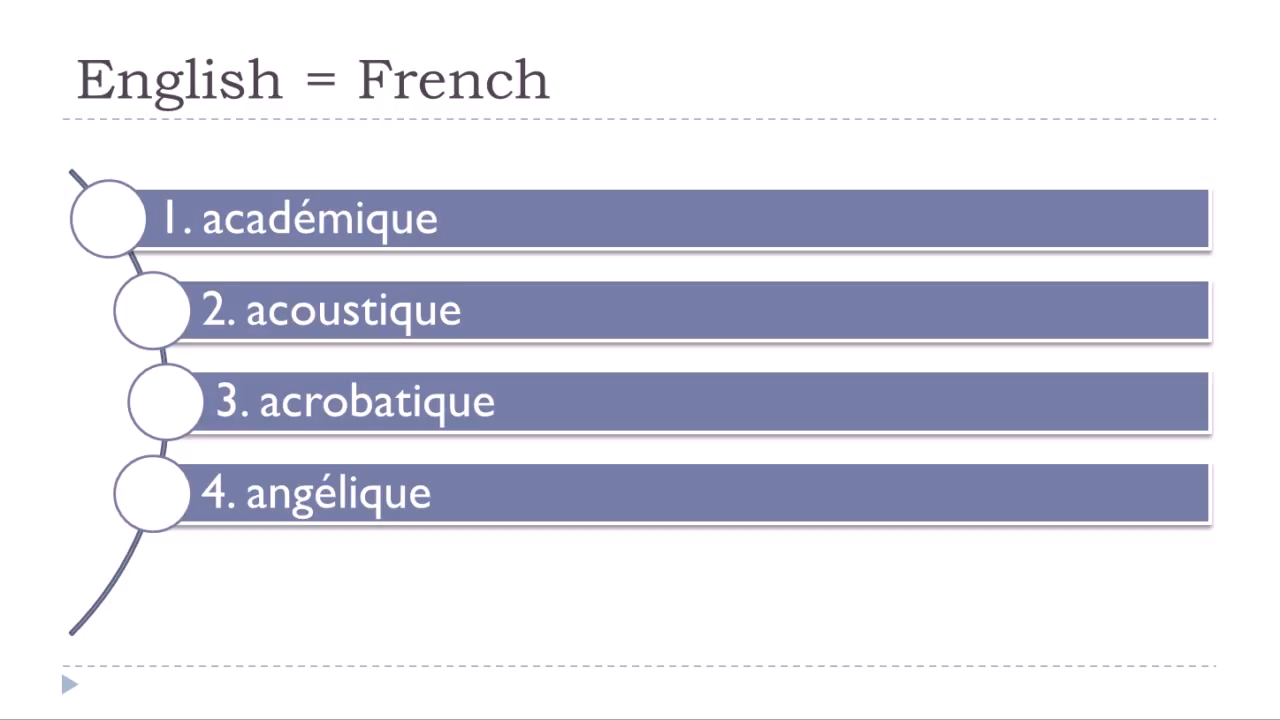 English = French
1. académique
2. acoustique
3. acrobatique
4. angélique